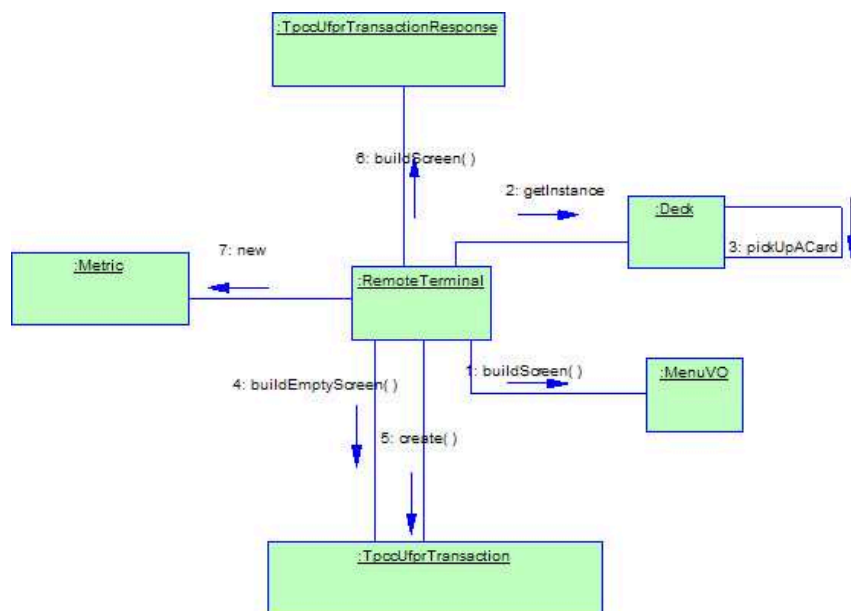 :TpccUfprTransactionResponse
6: buildScreen( )
2: getInstance
:Deck
3: pickUpACard
7: new
:Metric
:RemoteTerminal
4: buildEmptyScreen( )
1: buildScreen( )
:MenuVO
5: create( )
:TpccUfprTransaction